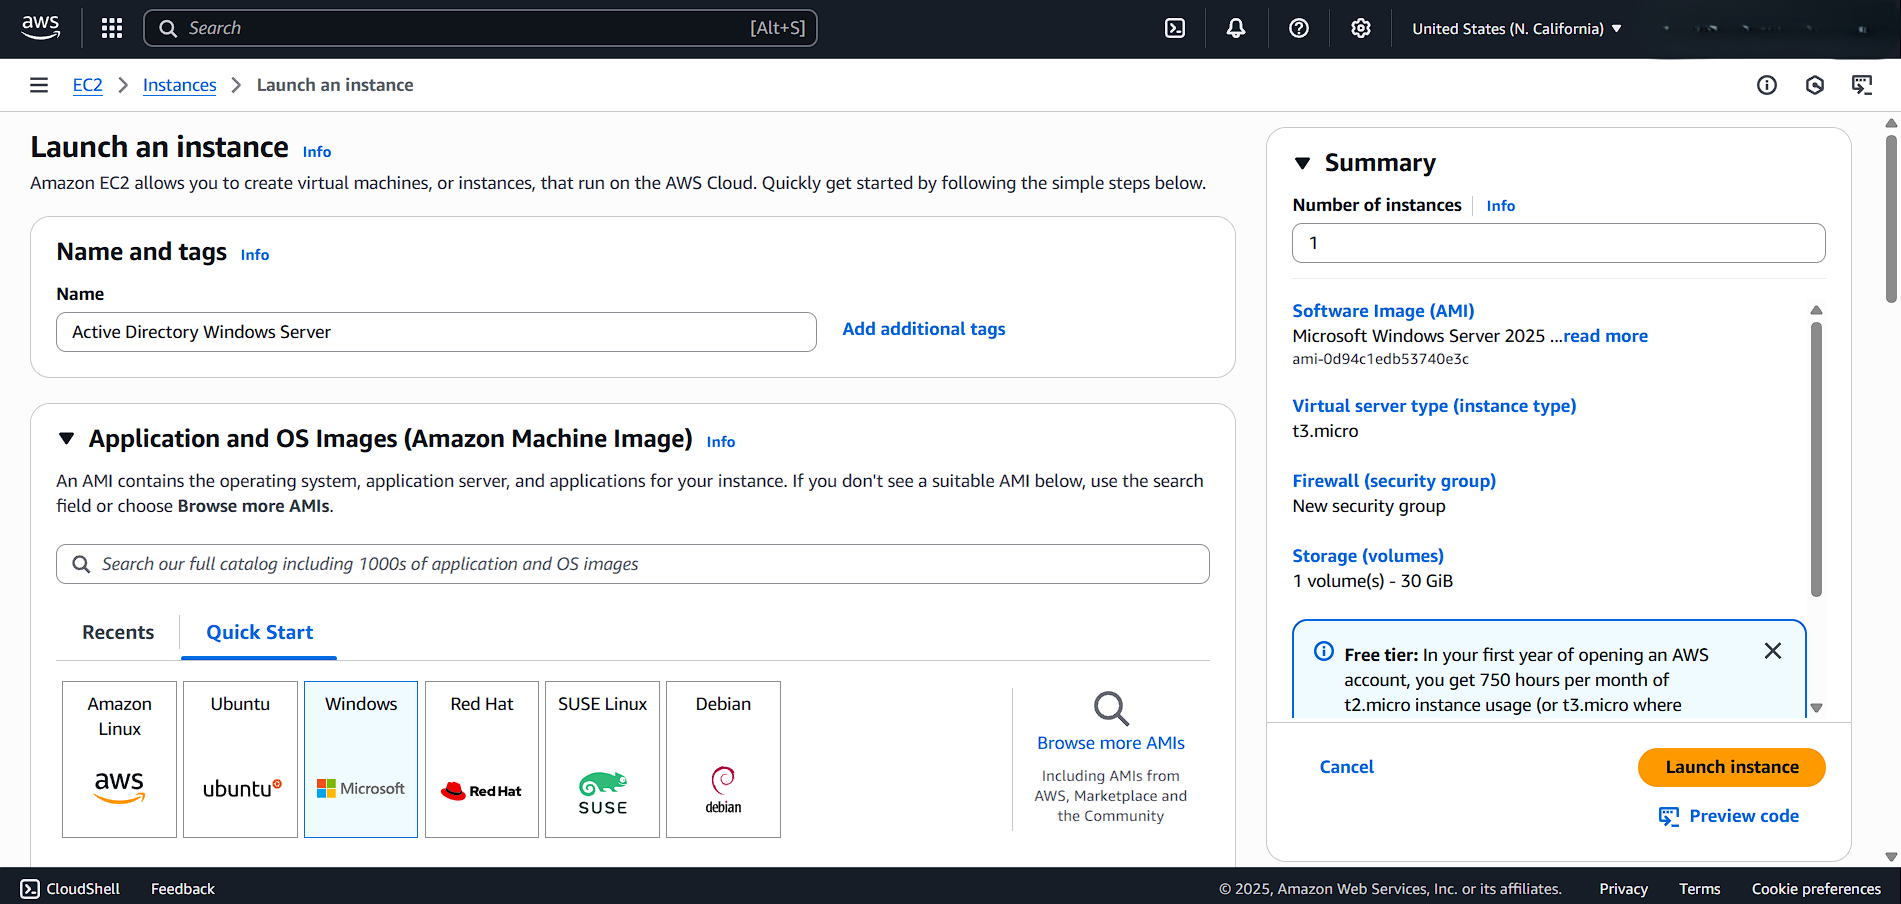 aws
Search
[Alt+S]
United States (N. California)
EC2
Instances
Launch an instance
Launch an instance
Info
Amazon EC2 allows you to create virtual machines, or instances, that run on the AWS Cloud. Quickly get started by following the simple steps below.
Name and tags
Info
Name
Active Directory Windows Server
Add additional tags
Application and OS Images (Amazon Machine Image)
Info
An AMI contains the operating system, application server, and applications for your instance. If you don't see a suitable AMI below, use the search
field or choose Browse more AMIs.
Search our full catalog including 1000s of application and OS images
Recents
Quick Start
Amazon
Linux
aws
Ubuntu
ubuntu
Windows
Microsoft
Red Hat
Red Hat
SUSE Linux
SUSE
Debian
debian
Browse more AMIs
Including AMIs from
AWS, Marketplace and
the Community
Summary
Number of instances
Info
1
Software Image (AMI)
Microsoft Windows Server 2025 ...read more
ami-0d94c1edb53740e3c
Virtual server type (instance type)
t3.micro
Firewall (security group)
New security group
Storage (volumes)
1 volume(s) - 30 GiB
Free tier: In your first year of opening an AWS
account, you get 750 hours per month of
t2.micro instance usage (or t3.micro where
Cancel
Launch instance
Preview code
CloudShell
Feedback
© 2025, Amazon Web Services, Inc. or its affiliates.
Privacy
Terms
Cookie preferences